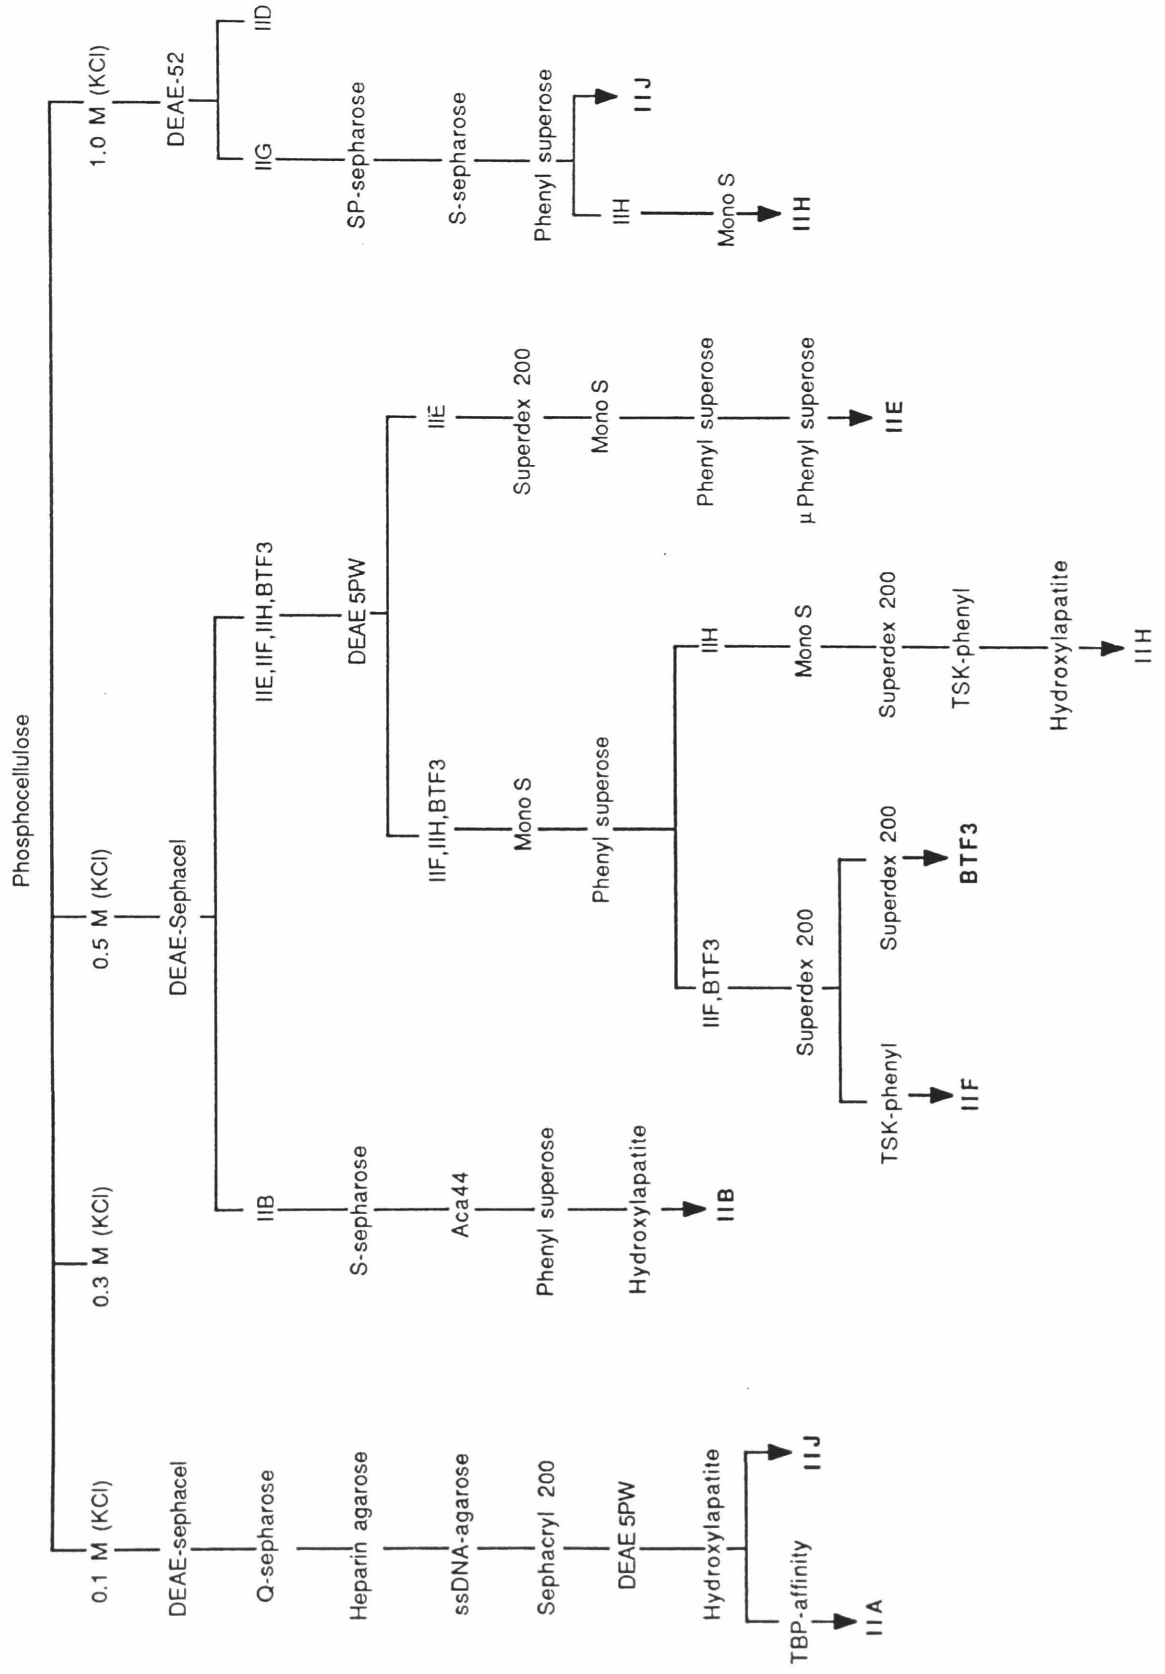 Phosphocellulose
0.1 M (KCl)
0.3 M (KCl)
0.5 M (KCl)
1.0 M (KCl)
DEAE-sephacel
Q-sepharose
Heparin agarose
ssDNA-agarose
Sephacryl 200
DEAE 5PW
Hydroxylapatite
TBP-affinity
IIA
IIJ
DEAE-Sephacel
IIB
S-sepharose
Aca44
Phenyl superose
Hydroxylapatite
IIB
IIE,IIF,IIH,BTF3
DEAE 5PW
IIF,IIH,BTF3
Mono S
Phenyl superose
IIF,BTF3
Superdex 200
TSK-phenyl
IIF
Superdex 200
BTF3
IIH
Mono S
Superdex 200
TSK-phenyl
Hydroxylapatite
IIH
IIE
Superdex 200
Mono S
Phenyl superose
μ Phenyl superose
IIE
DEAE-52
IIG
IID
SP-sepharose
S-sepharose
Phenyl superose
IIH
Mono S
IIH
IIJ